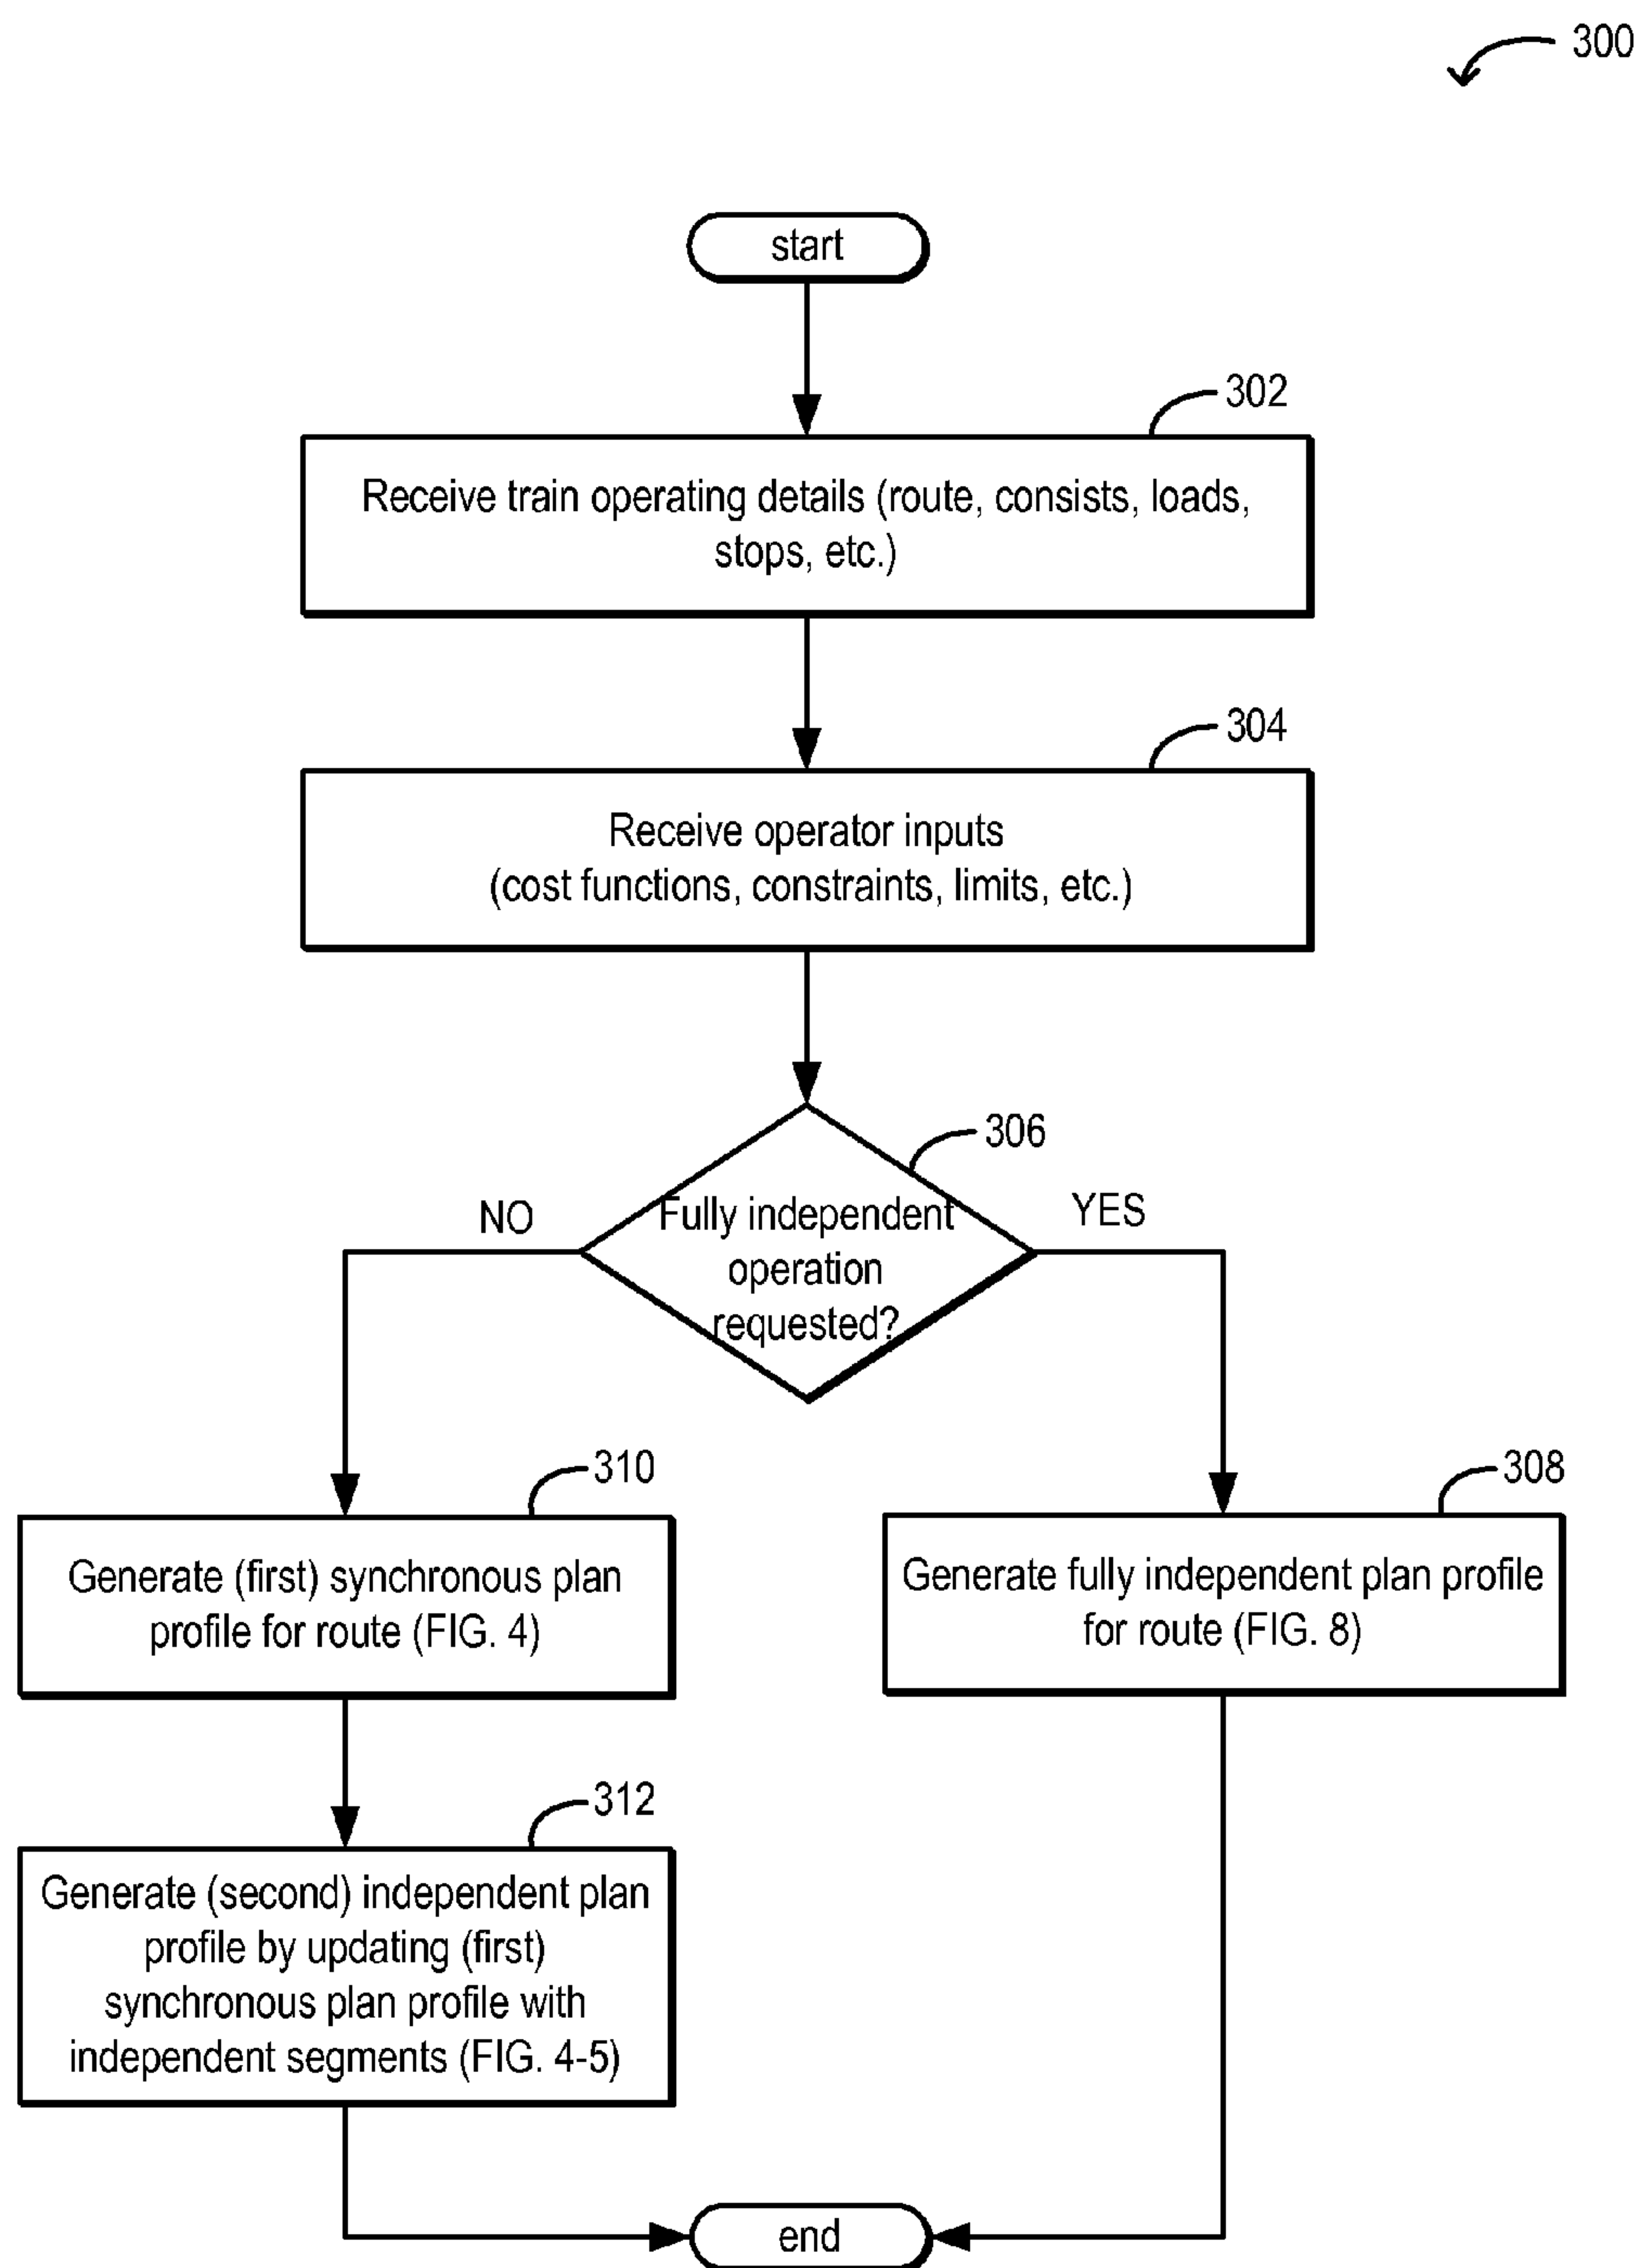 300
start
302
Receive train operating details (route, consists, loads,
stops, etc.)
304
Receive operator inputs
(cost functions, constraints, limits, etc.)
306
NO
Fully independent
operation
requested?
YES
310
Generate (first) synchronous plan
profile for route (FIG. 4)
308
Generate fully independent plan profile
for route (FIG. 8)
312
Generate (second) independent plan
profile by updating (first)
synchronous plan profile with
independent segments (FIG. 4-5)
end